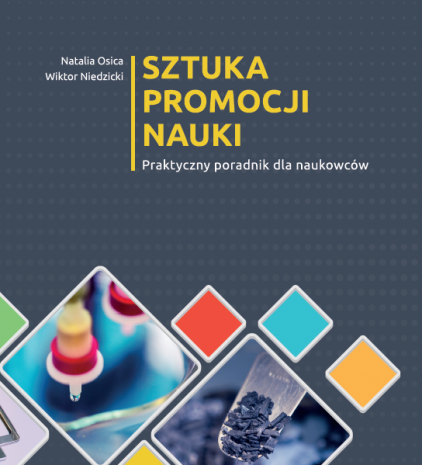 Natalia Osica
Wiktor Niedzicki
SZTUKA
PROMOCJI
NAUKI
Praktyczny poradnik dla naukowców